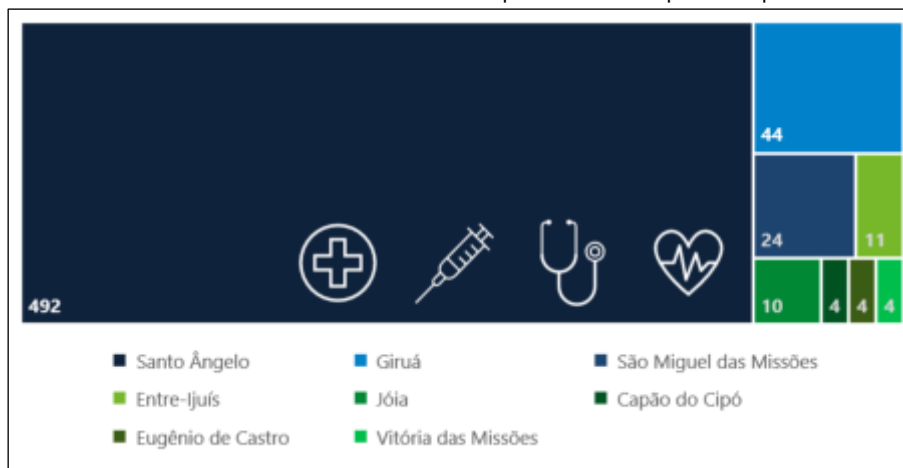 44
24 11
492 10 4 4 4
Santo Ângelo Giruá São Miguel das Missões
Entre-Ijuís Jóia Capão do Cipó
Eugênio de Castro Vitória das Missões